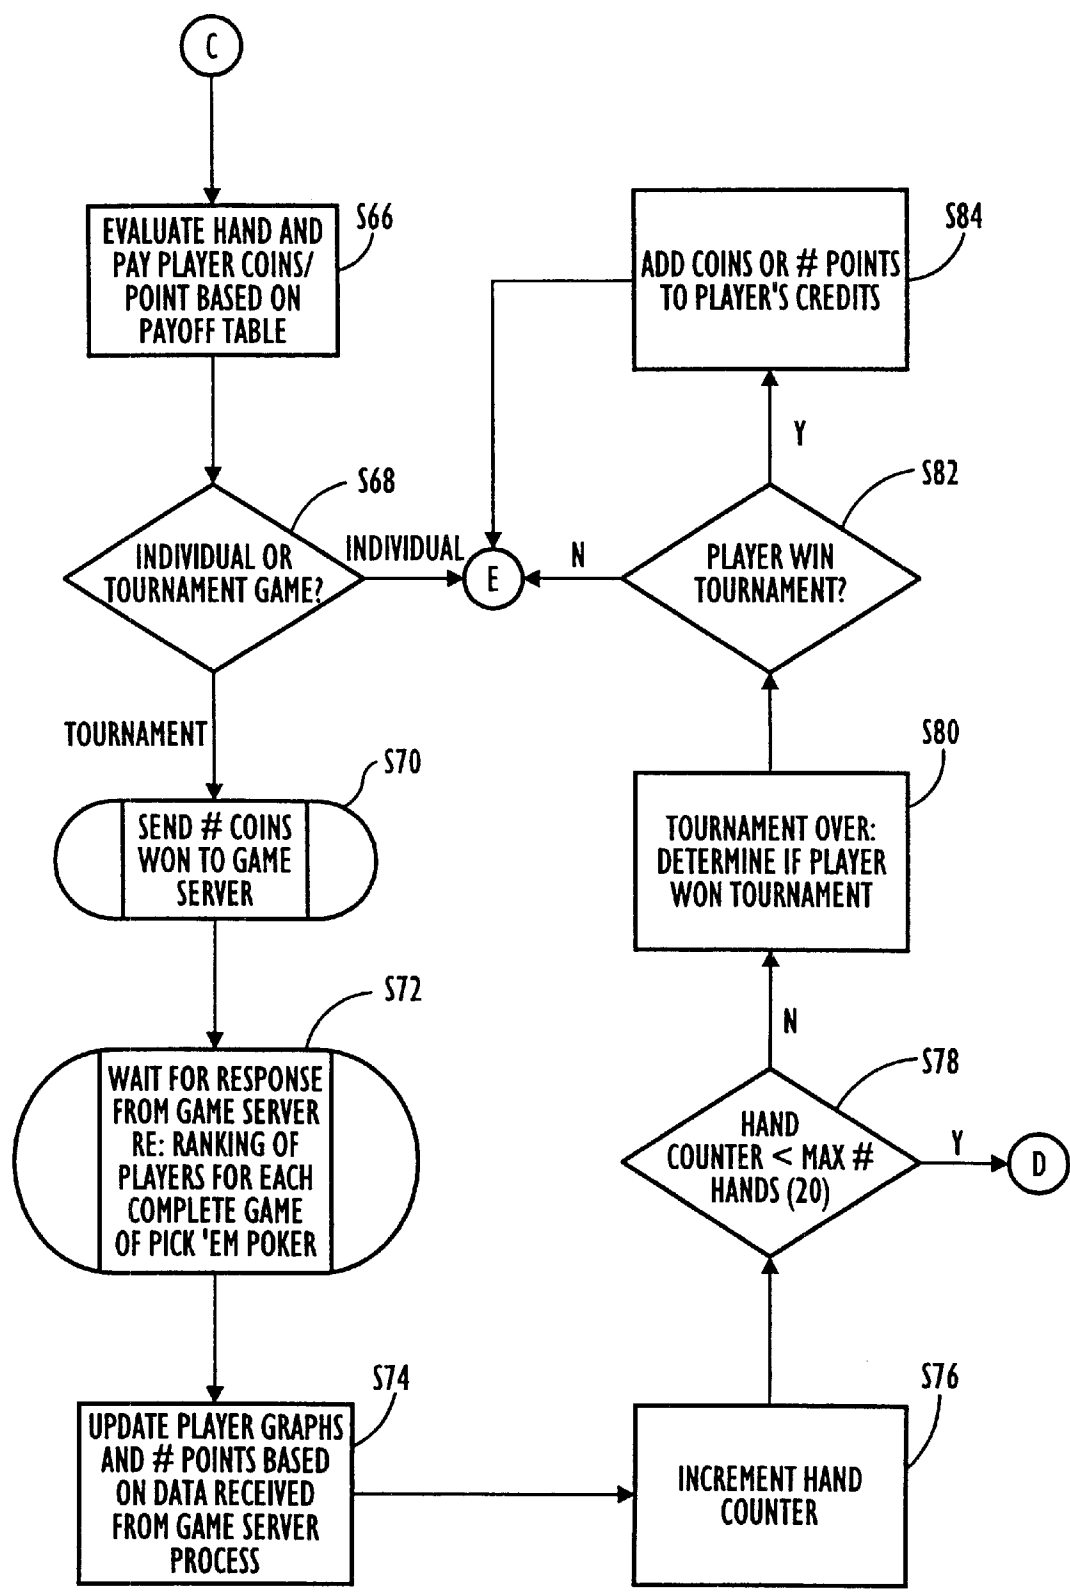 C
S66
EVALUATE HAND AND
PAY PLAYER COINS/
POINT BASED ON
PAYOFF TABLE
S68
INDIVIDUAL OR
TOURNAMENT GAME?
INDIVIDUAL
E
TOURNAMENT
S70
SEND # COINS
WON TO GAME
SERVER
S72
WAIT FOR RESPONSE
FROM GAME SERVER
RE: RANKING OF
PLAYERS FOR EACH
COMPLETE GAME
OF PICK 'EM POKER
S74
UPDATE PLAYER GRAPHS
AND # POINTS BASED
ON DATA RECEIVED
FROM GAME SERVER
PROCESS
S76
INCREMENT HAND
COUNTER
S78
HAND
COUNTER < MAX #
HANDS (20)
Y
D
N
S80
TOURNAMENT OVER:
DETERMINE IF PLAYER
WON TOURNAMENT
S82
PLAYER WIN
TOURNAMENT?
N
Y
S84
ADD COINS OR # POINTS
TO PLAYER'S CREDITS